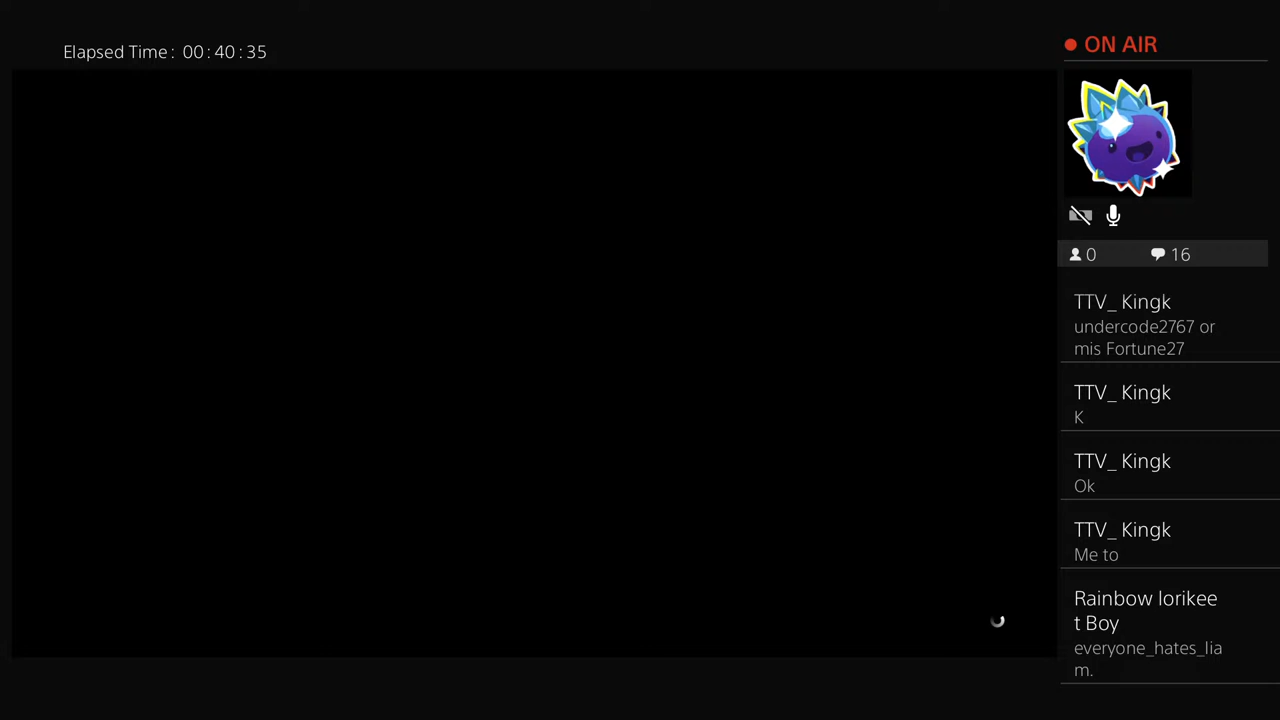 Elapsed Time: 00:40:35
ON AIR
0 16
TTV_ Kingk
undercode2767 or
mis Fortune27
TTV_ Kingk
K
TTV_ Kingk
Ok
TTV_ Kingk
Me to
Rainbow lorikee
t Boy
everyone_hates_lia
m.